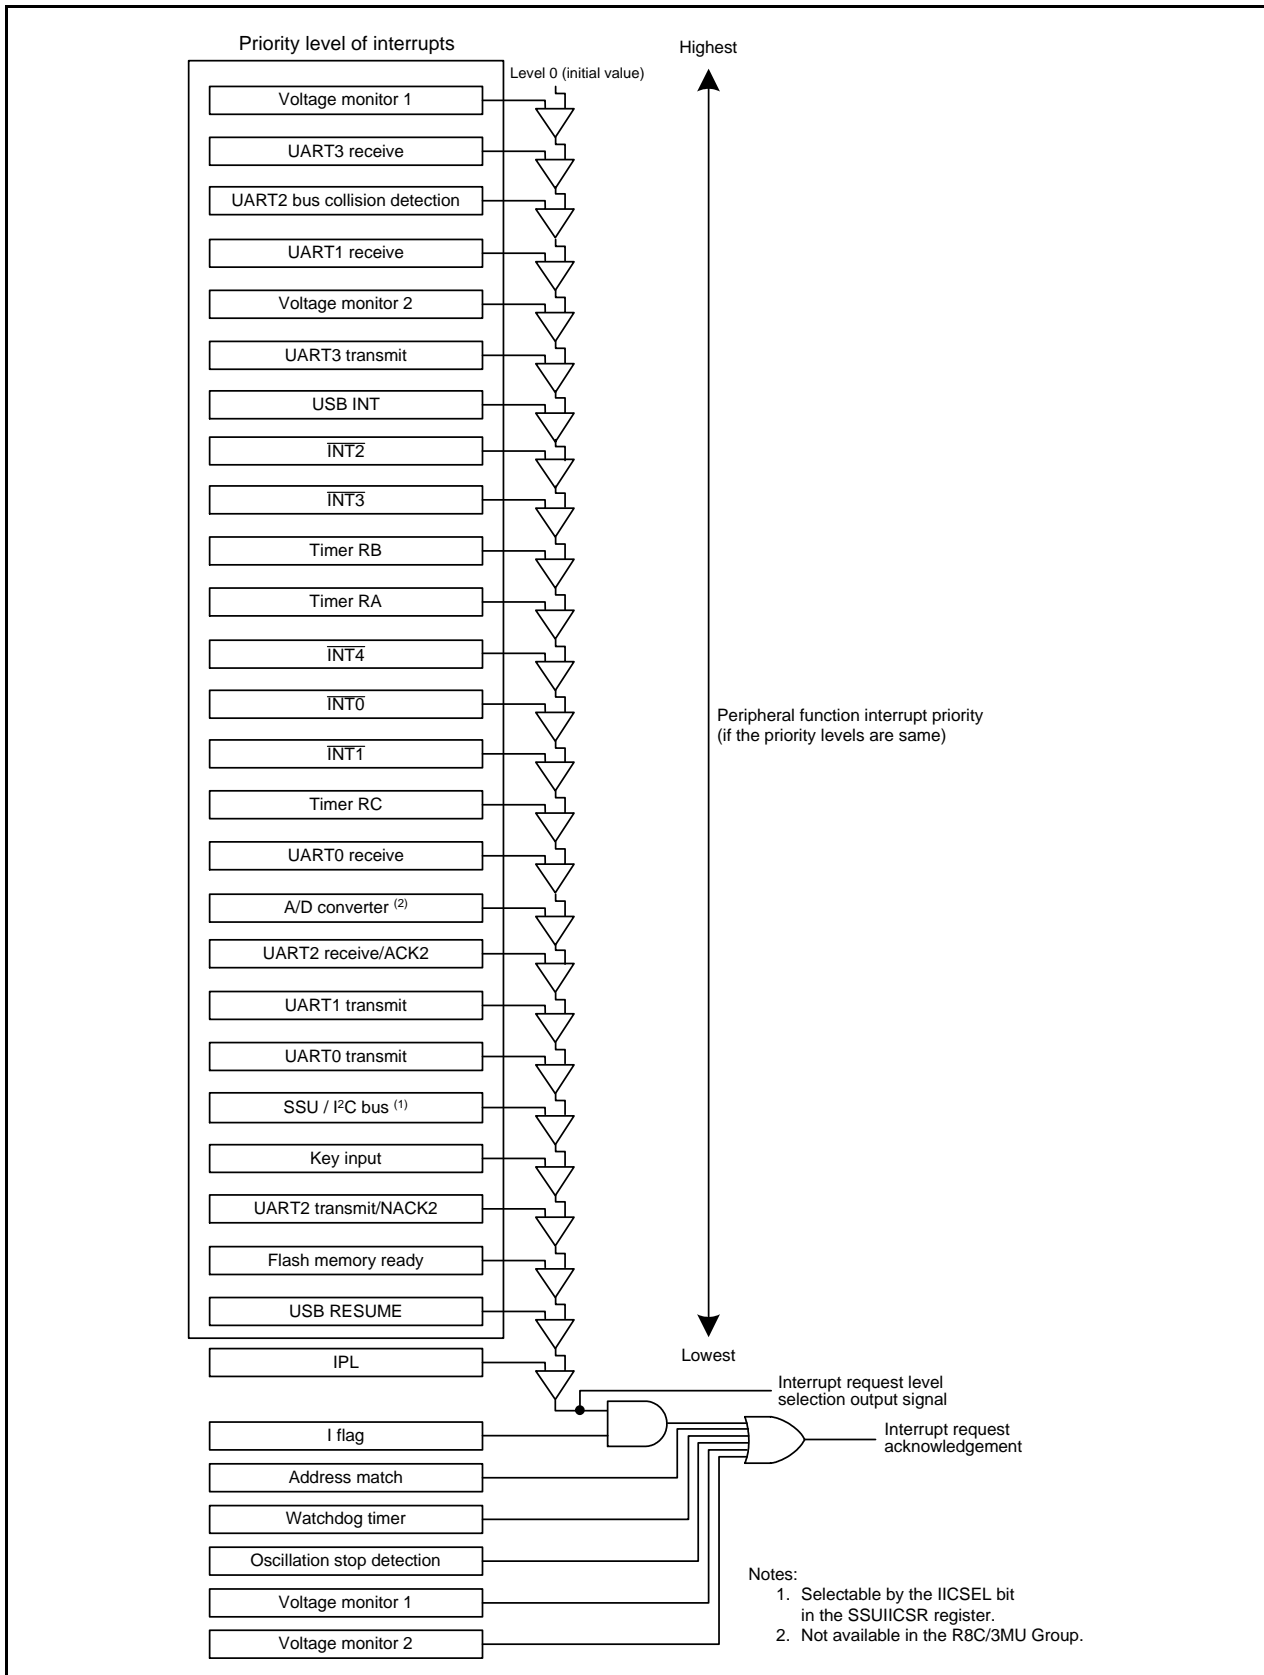 Priority level of interrupts
Highest
Level 0 (initial value)
Voltage monitor 1
UART3 receive
UART2 bus collision detection
UART1 receive
Voltage monitor 2
UART3 transmit
USB INT
INT2
INT3
Timer RB
Timer RA
INT4
INT0
INT1
Timer RC
UART0 receive
A/D converter (2)
UART2 receive/ACK2
UART1 transmit
UART0 transmit
SSU / I²C bus (1)
Key input
UART2 transmit/NACK2
Flash memory ready
USB RESUME
Peripheral function interrupt priority
(if the priority levels are same)
Lowest
IPL
Interrupt request level
selection output signal
I flag
Interrupt request
acknowledgement
Address match
Watchdog timer
Oscillation stop detection
Voltage monitor 1
Voltage monitor 2
Notes:
1. Selectable by the IICSEL bit
in the SSUIICSR register.
2. Not available in the R8C/3MU Group.